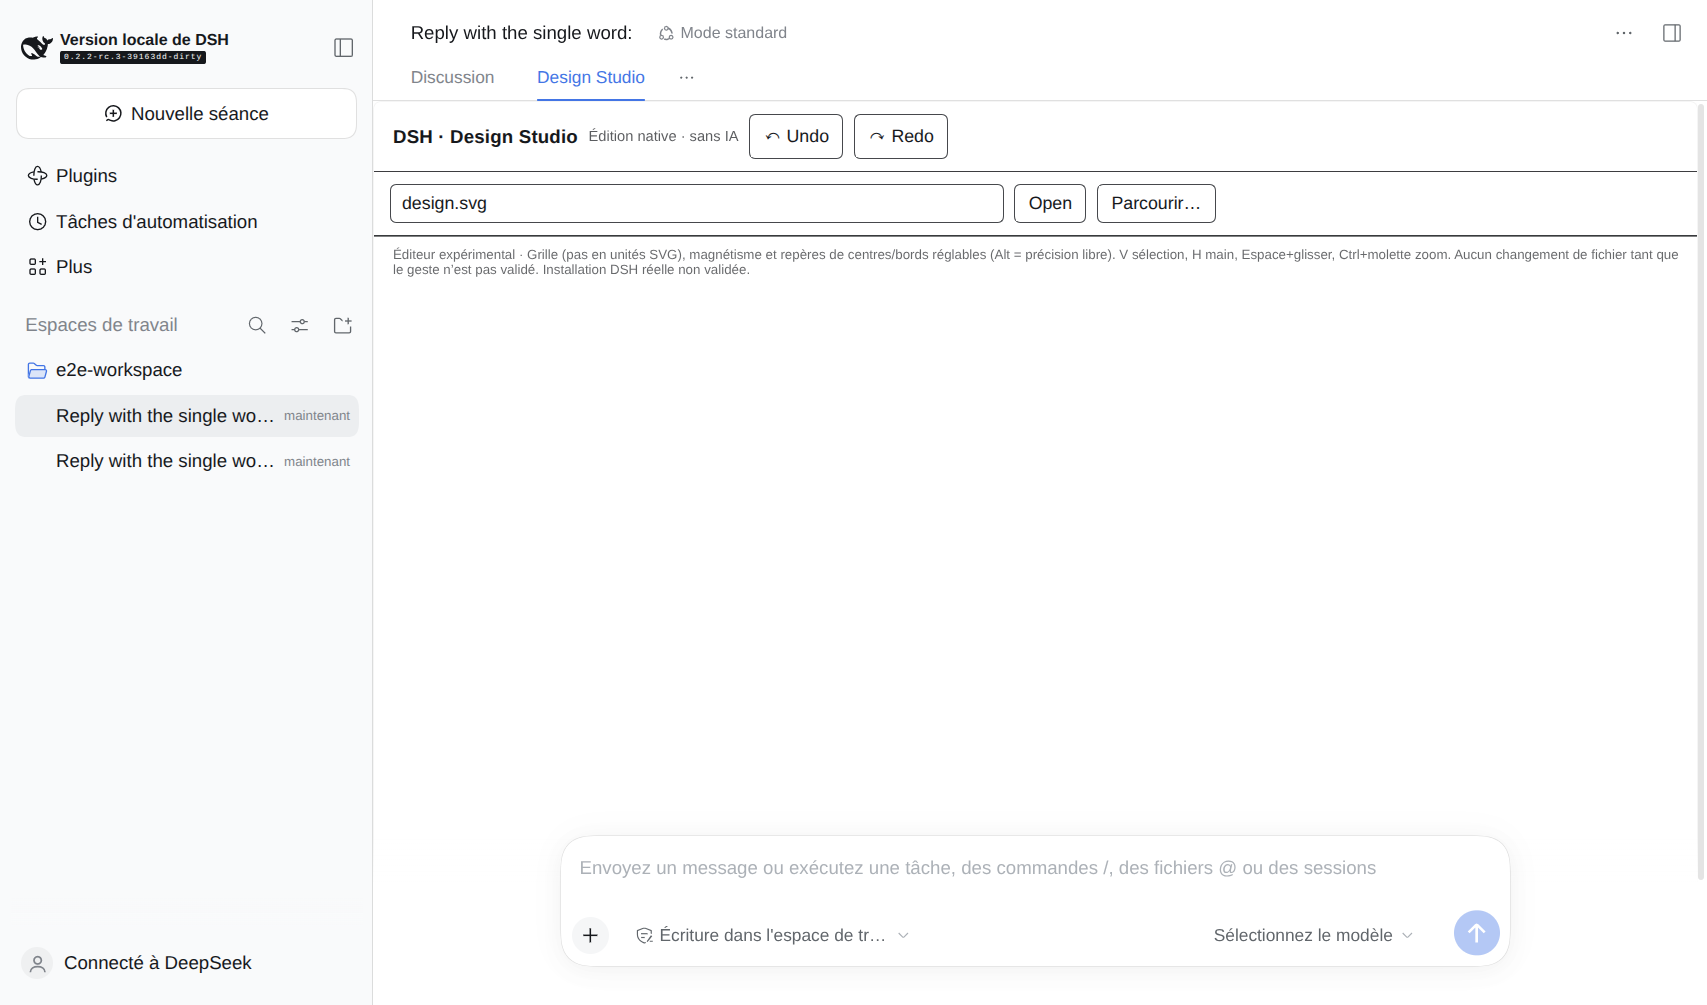 Version locale de DSH
0.2.2-rc.3-39163dd-dirty
Nouvelle séance
Plugins
Tâches d'automatisation
Plus
Espaces de travail
e2e-workspace
Reply with the single wo… maintenant
Reply with the single wo… maintenant
Connecté à DeepSeek
Reply with the single word: Mode standard
Discussion Design Studio
DSH · Design Studio Édition native · sans IA Undo Redo
design.svg Open Parcourir…
Éditeur expérimental · Grille (pas en unités SVG), magnétisme et repères de centres/bords réglables (Alt = précision libre). V sélection, H main, Espace+glisser, Ctrl+molette zoom. Aucun changement de fichier tant que
le geste n’est pas validé. Installation DSH réelle non validée.
Envoyez un message ou exécutez une tâche, des commandes /, des fichiers @ ou des sessions
Écriture dans l'espace de tr… Sélectionnez le modèle